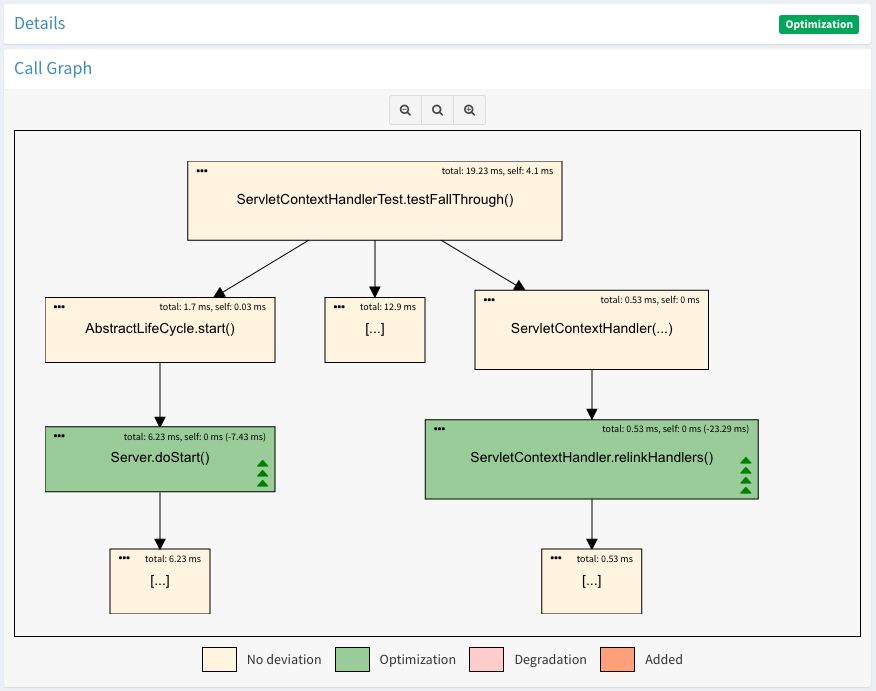 Details
Optimization
Call Graph
••• total: 19.23 ms, self: 4.1 ms
ServletContextHandlerTest.testFallThrough()
••• total: 1.7 ms, self: 0.03 ms
AbstractLifeCycle.start()
••• total: 12.9 ms
[...]
••• total: 0.53 ms, self: 0 ms
ServletContextHandler(...)
••• total: 6.23 ms, self: 0 ms (-7.43 ms)
Server.doStart()
••• total: 0.53 ms, self: 0 ms (-23.29 ms)
ServletContextHandler.relinkHandlers()
••• total: 6.23 ms
[...]
••• total: 0.53 ms
[...]
No deviation Optimization Degradation Added